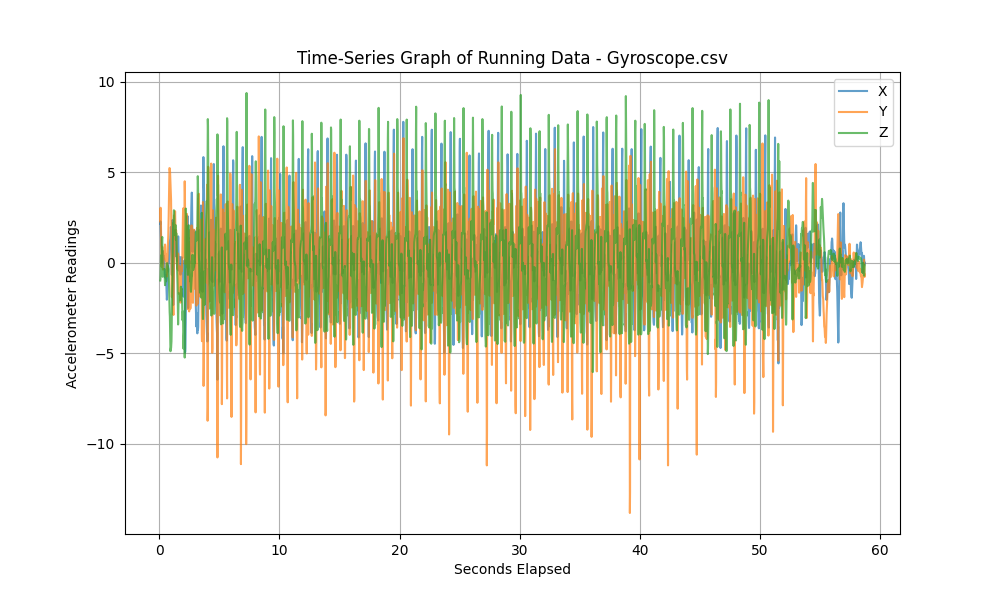 Time-Series Graph of Running Data - Gyroscope.csv
X
Y
Z
10
5
0
−5
−10
Accelerometer Readings
0 10 20 30 40 50 60
Seconds Elapsed